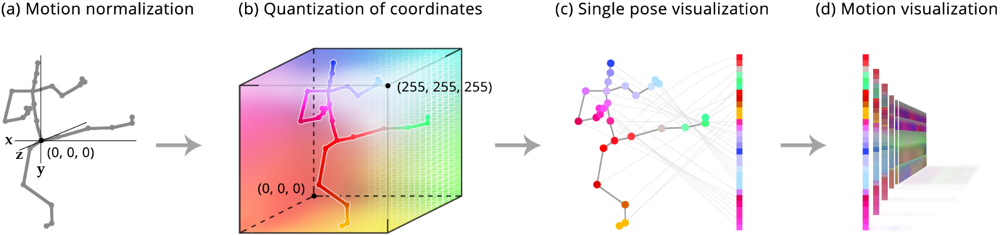 (a) Motion normalization
(b) Quantization of coordinates
(c) Single pose visualization
(d) Motion visualization
(255, 255, 255)
x
z
(0, 0, 0)
y
(0, 0, 0)